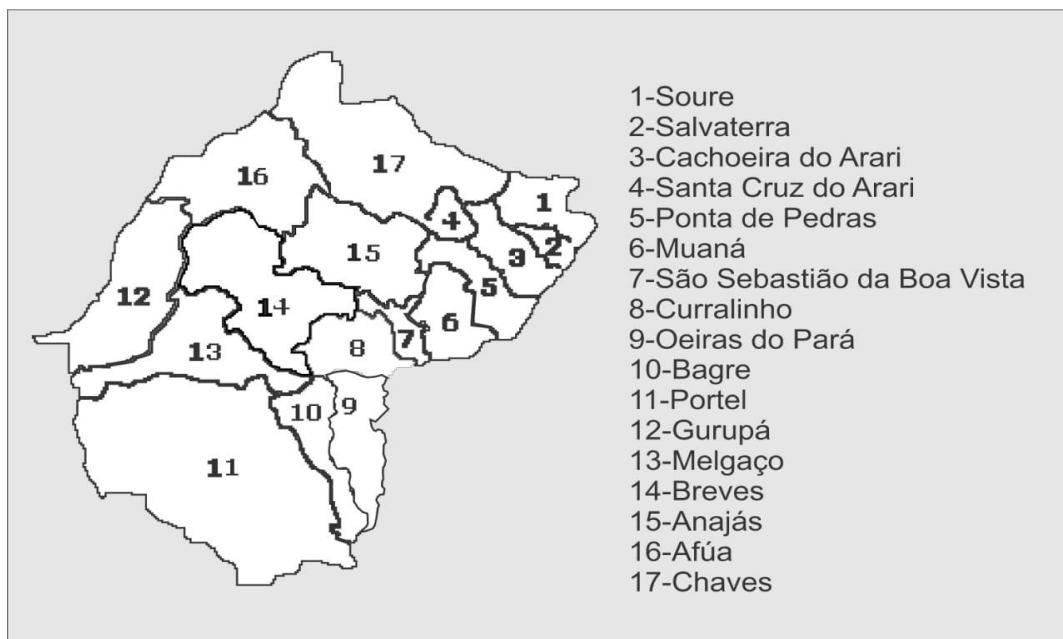 1-Soure
2-Salvaterra
3-Cachoeira do Arari
4-Santa Cruz do Arari
5-Ponta de Pedras
6-Muaná
7-São Sebastião da Boa Vista
8-Curralinho
9-Oeiras do Pará
10-Bagre
11-Portel
12-Gurupá
13-Melgaço
14-Breves
15-Anajás
16-Afúa
17-Chaves
17
16
1
4
2
3
15
5
12
14
6
7
8
13
10
9
11